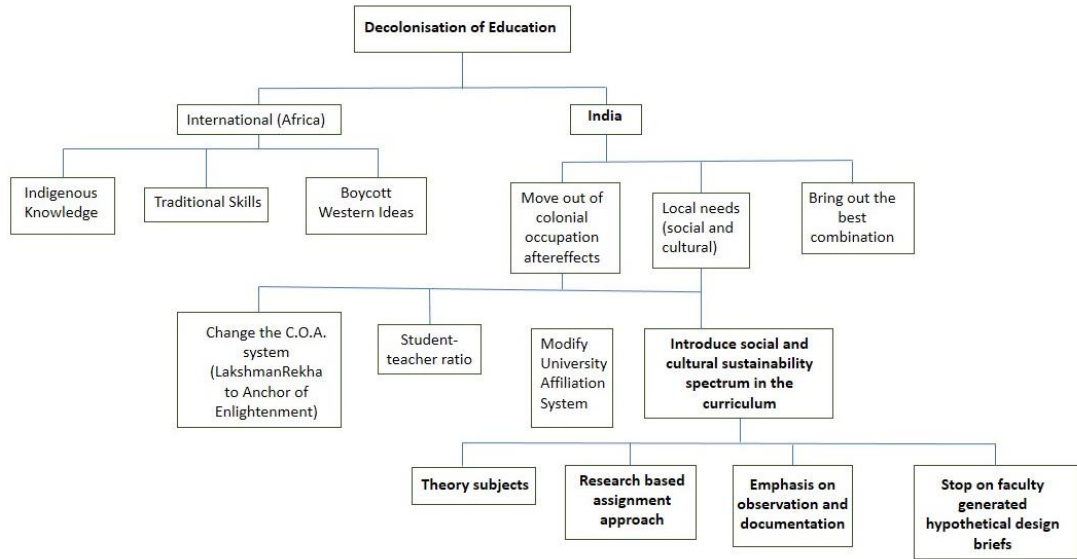 Decolonisation of Education
International (Africa)
India
Indigenous
Knowledge
Traditional Skills
Boycott
Western Ideas
Move out of
colonial
occupation
aftereffects
Local needs
(social and
cultural)
Bring out the
best
combination
Change the C.O.A.
system
(LakshmanRekha
to Anchor of
Enlightenment)
Student-
teacher ratio
Modify
University
Affiliation
System
Introduce social and
cultural sustainability
spectrum in the
curriculum
Theory subjects
Research based
assignment
approach
Emphasis on
observation and
documentation
Stop on faculty
generated
hypothetical design
briefs